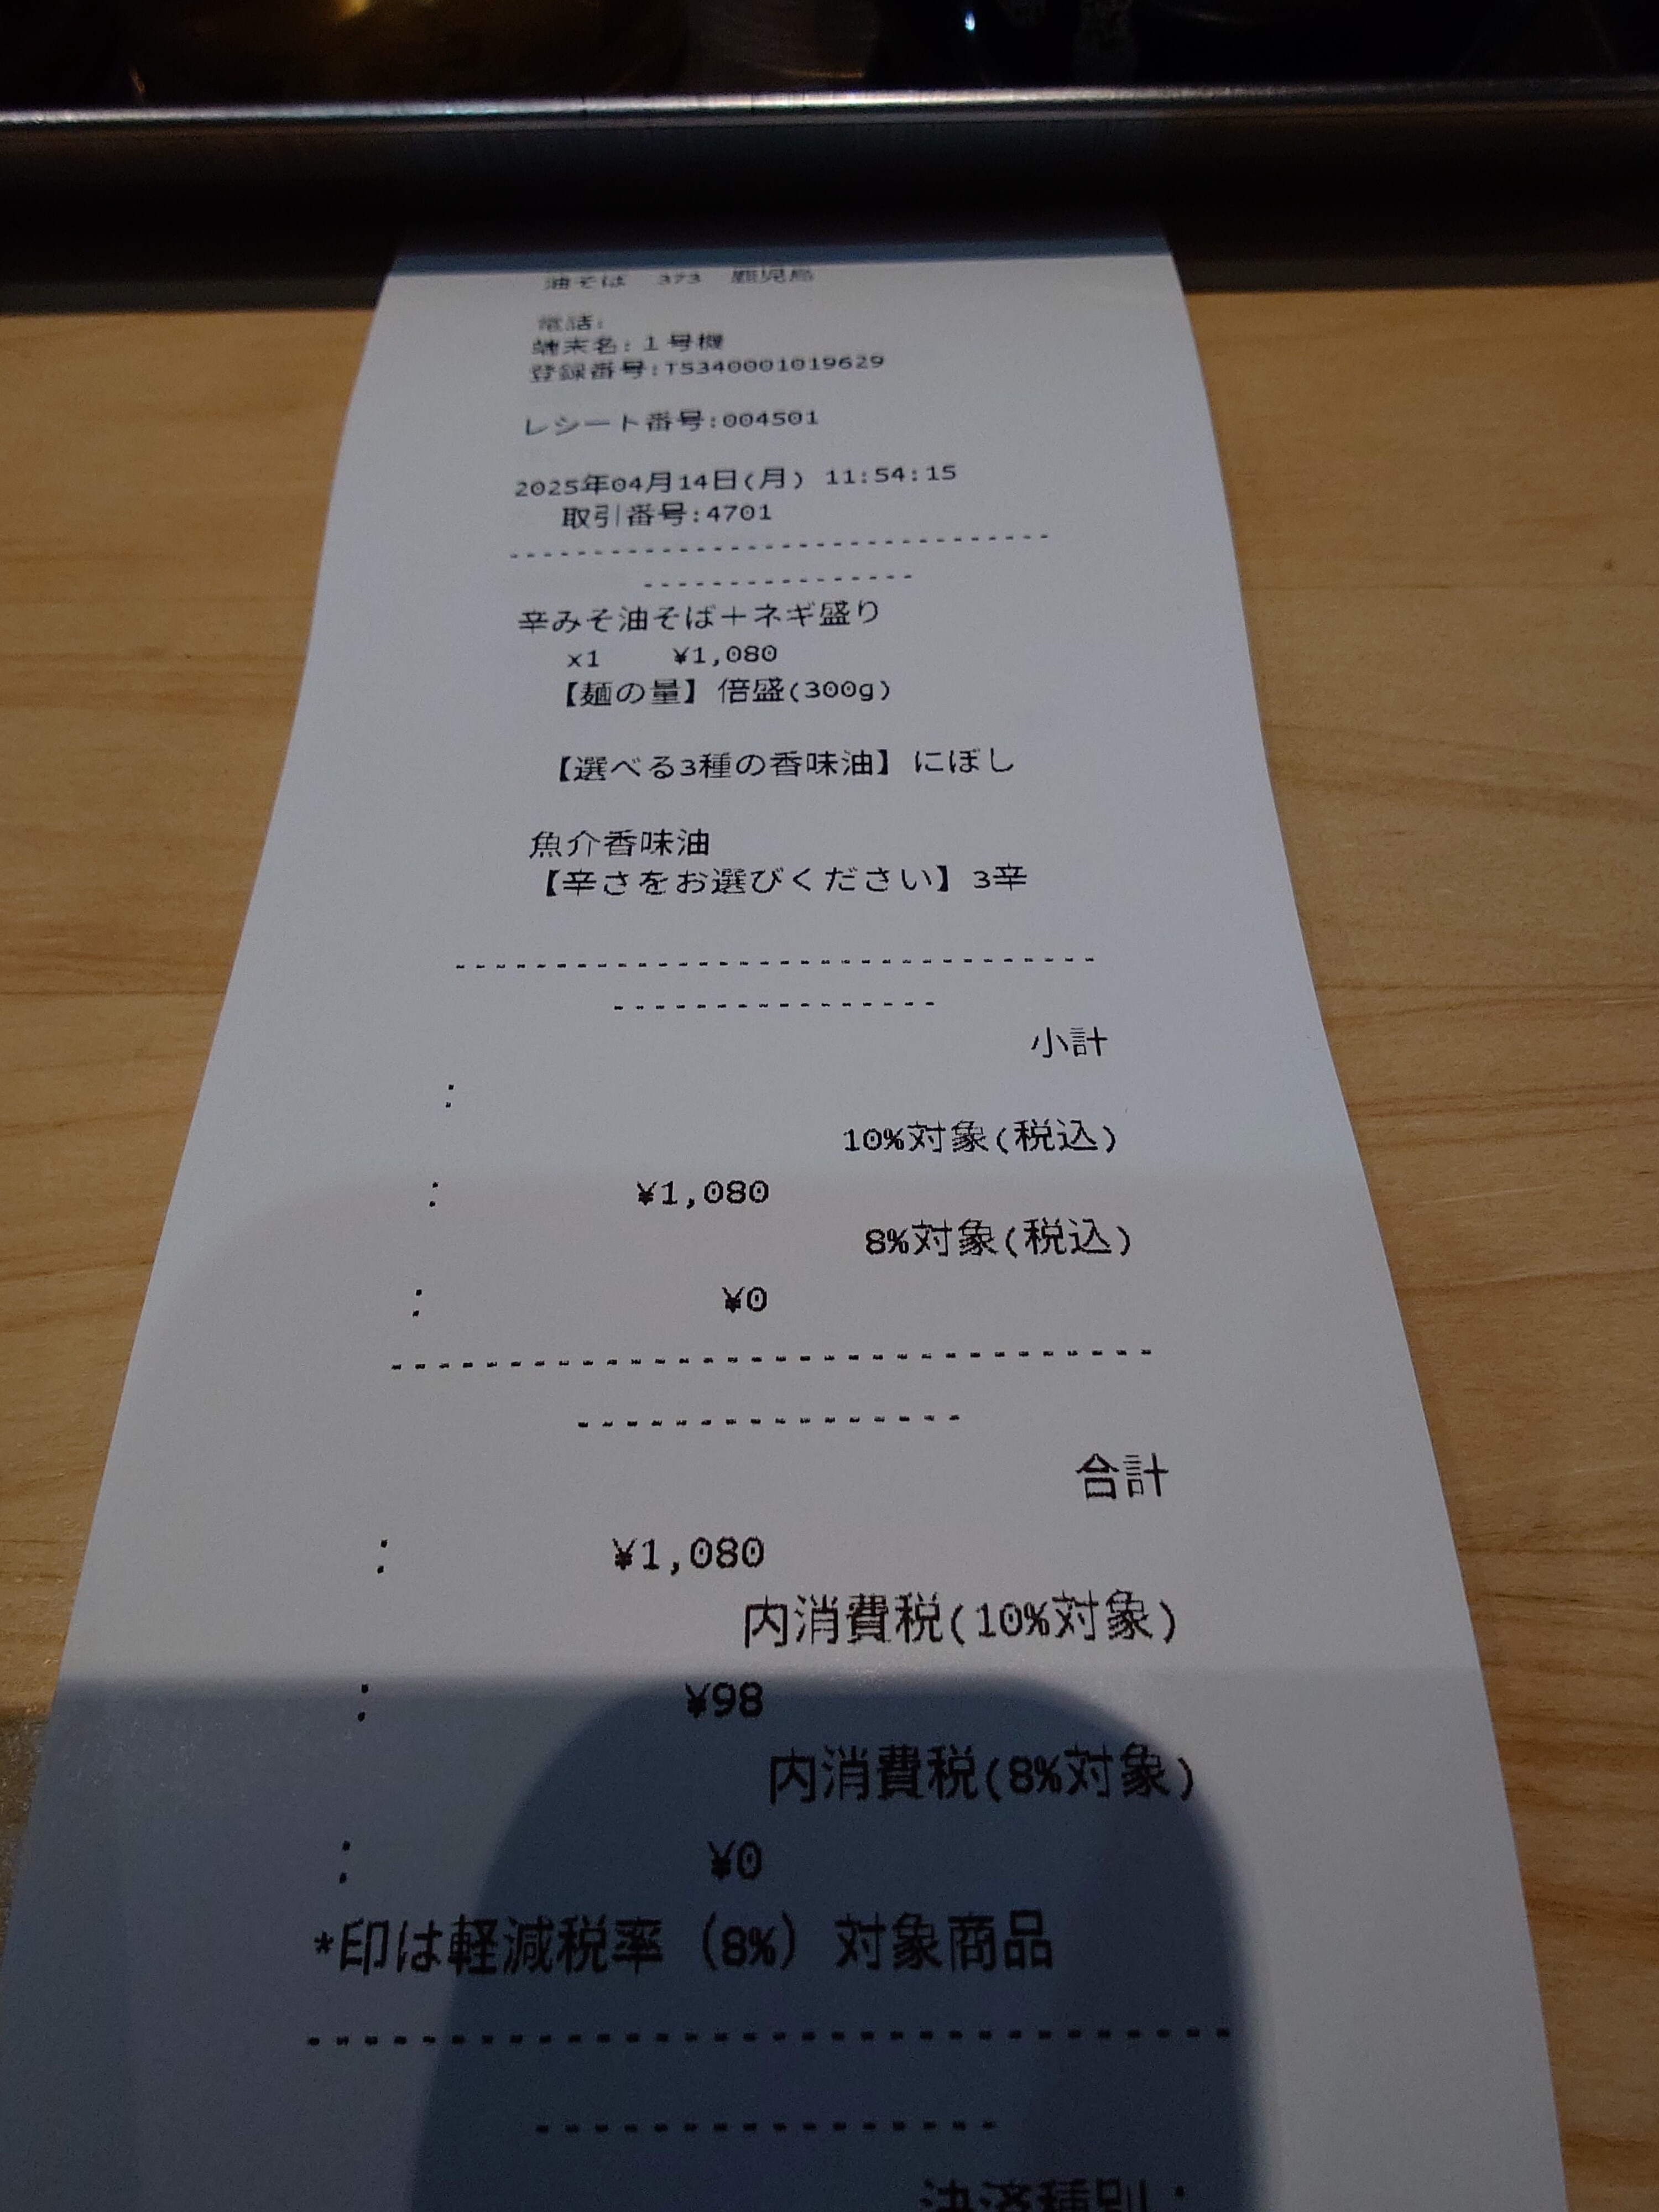 油そば 373 鹿児島
電話:
端末名:1号機
登録番号:T5340001019629
レシート番号:004501
2025年04月14日(月) 11:54:15
取引番号:4701
--------------------------------
----------------
辛みそ油そば+ネギ盛り
x1 ¥1,080
【麺の量】倍盛(300g)
【選べる3種の香味油】にぼし
魚介香味油
【辛さをお選びください】3辛
--------------------------------
----------------
小計
:
10%対象(税込)
: ¥1,080
8%対象(税込)
: ¥0
--------------------------------
----------------
合計
: ¥1,080
内消費税(10%対象)
: ¥98
内消費税(8%対象)
: ¥0
*印は軽減税率(8%)対象商品
--------------------------------
----------------
決済種別: